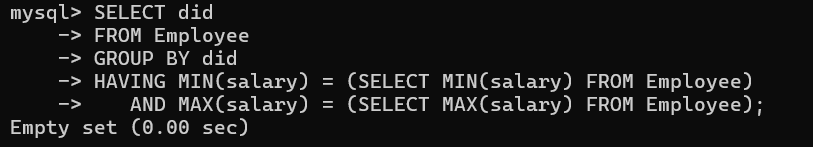 mysql> SELECT did
    -> FROM Employee
    -> GROUP BY did
    -> HAVING MIN(salary) = (SELECT MIN(salary) FROM Employee)
    ->    AND MAX(salary) = (SELECT MAX(salary) FROM Employee);
Empty set (0.00 sec)